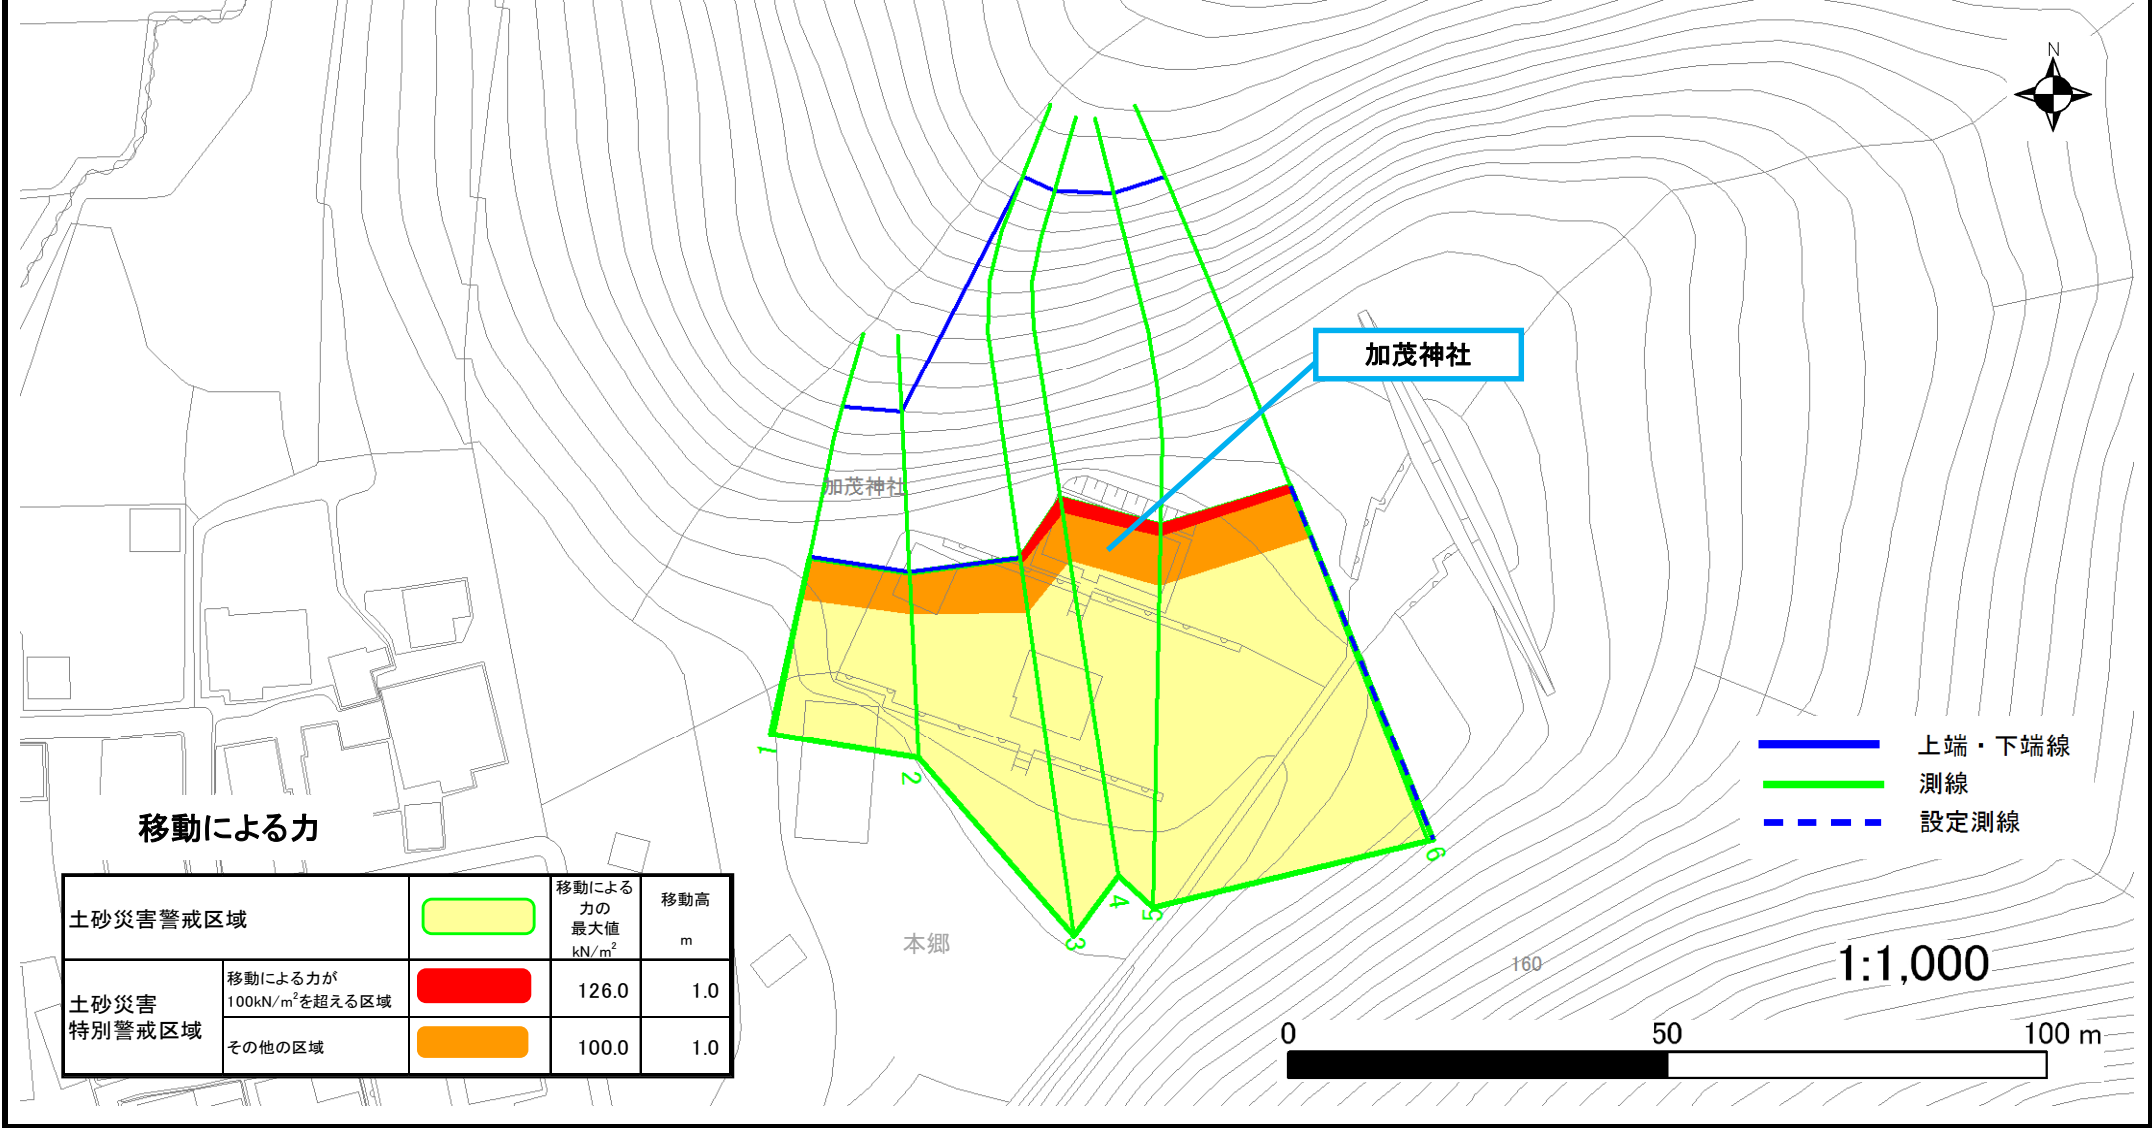 N
加茂神社
加茂神社
1
2
3
4
5
6
上端・下端線
測線
設定測線
移動による力
土砂災害警戒区域
移動による
力の
最大値
kN/m²
移動高
m
土砂災害
特別警戒区域
移動による力が
100kN/m²を超える区域
126.0
1.0
その他の区域
100.0
1.0
本郷
160
1:1,000
0
50
100 m